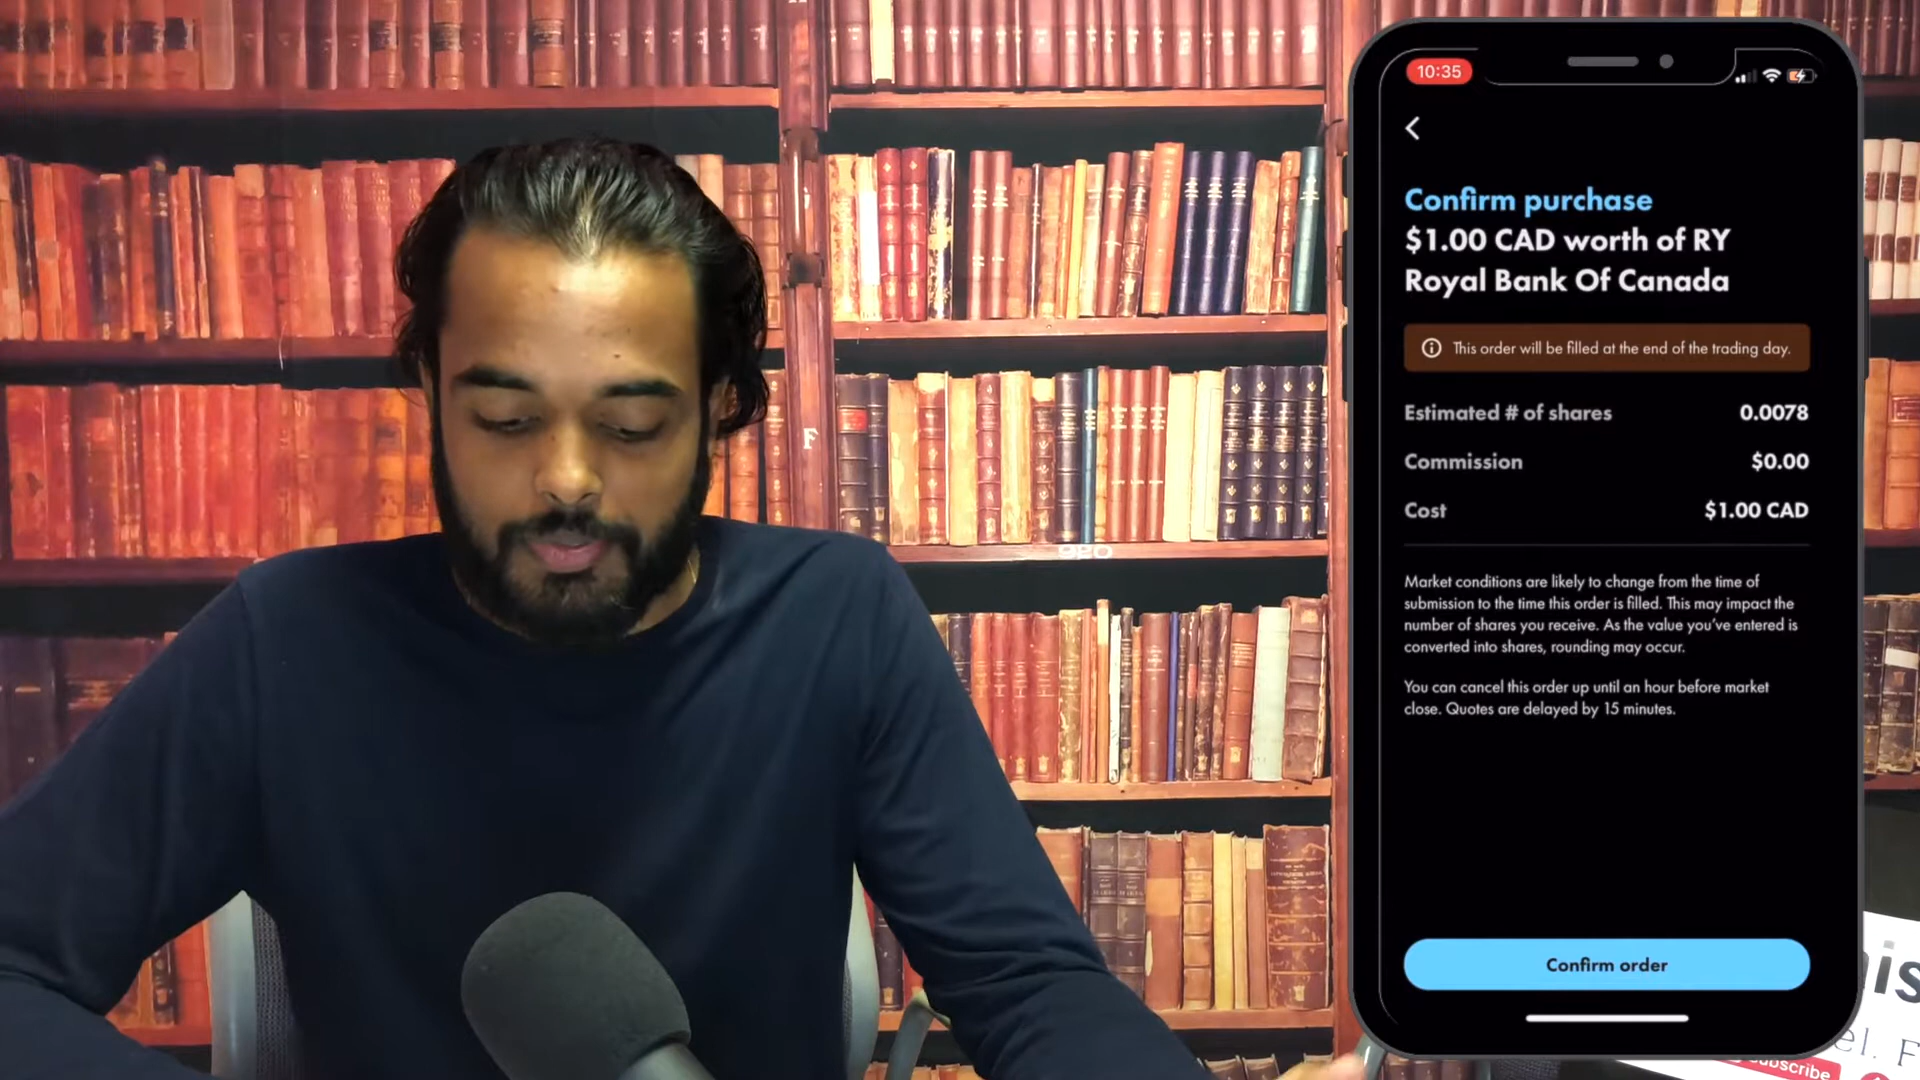 10:35
Confirm purchase
$1.00 CAD worth of RY
Royal Bank Of Canada
This order will be filled at the end of the trading day.
Estimated # of shares 0.0078
Commission $0.00
Cost $1.00 CAD
Market conditions are likely to change from the time of
submission to the time this order is filled. This may impact the
number of shares you receive. As the value you've entered is
converted into shares, rounding may occur.
You can cancel this order up until an hour before market
close. Quotes are delayed by 15 minutes.
Confirm order
F
920
is
el. F
subscribe